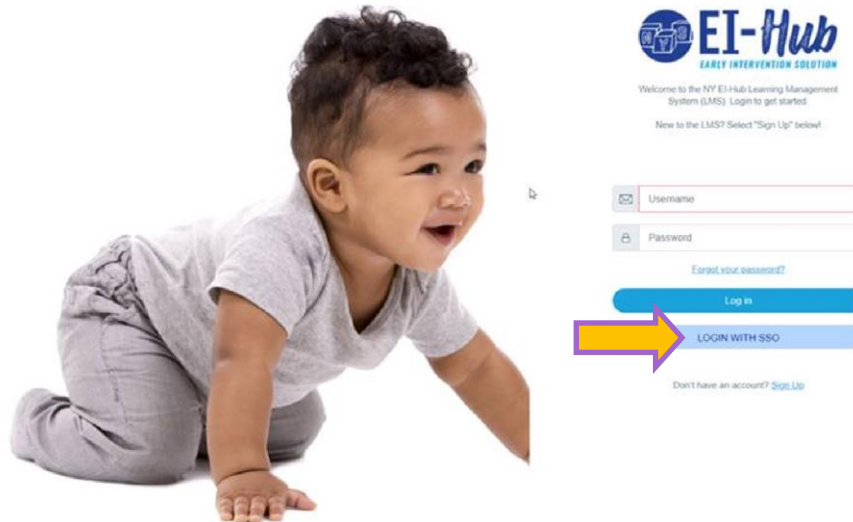 NYS
EI-Hub
EARLY INTERVENTION SOLUTION
Welcome to the NY EI-Hub Learning Management
System (LMS). Login to get started.
New to the LMS? Select "Sign Up" below!
Username
Password
Forgot your password?
Log in
LOGIN WITH SSO
Don't have an account? Sign Up